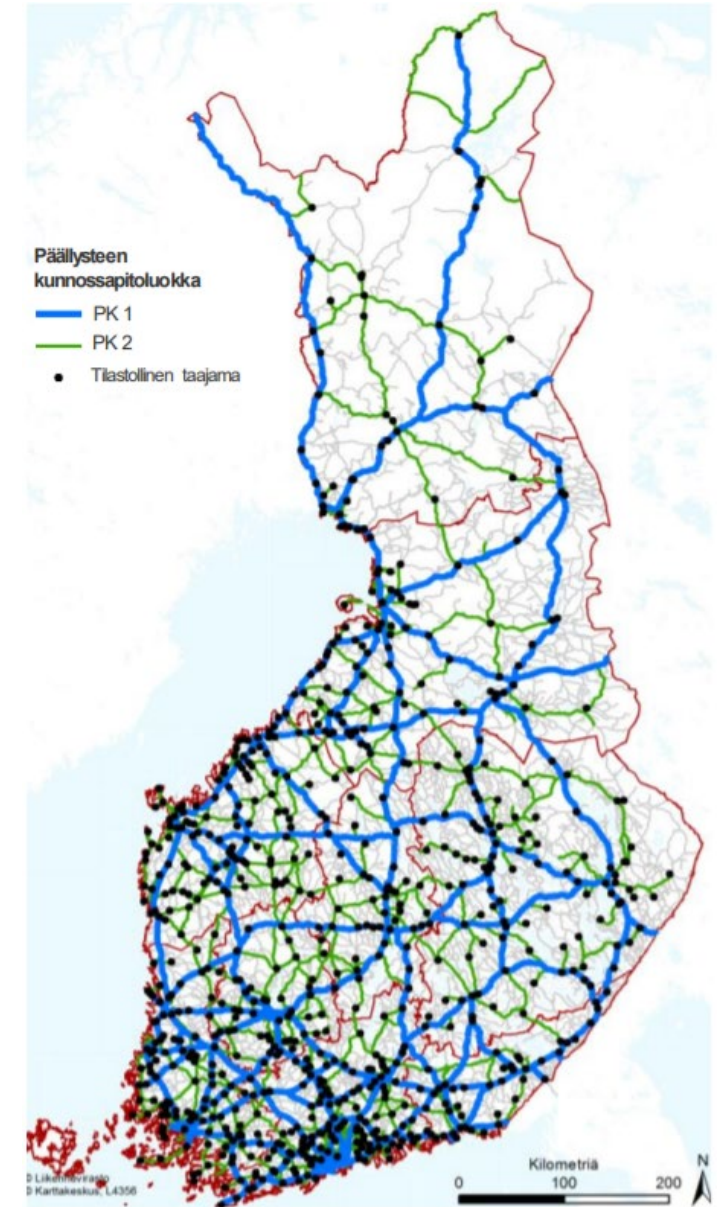 Päällysteen
kunnossapitoluokka
PK 1
PK 2
Tilastollinen taajama
© Liikennevirasto
© Karttakeskus, L4356
Kilometriä
0 100 200
N